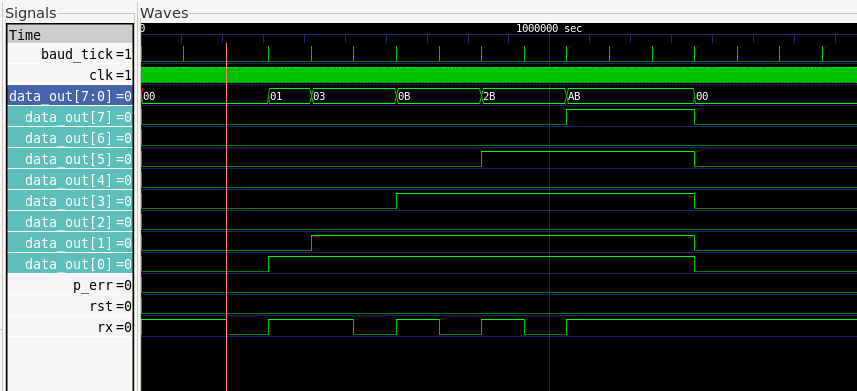 Signals Waves
Time 0 1000000 sec
baud_tick=1
clk=1
data_out[7:0]=0 00 01 03 0B 2B AB 00
data_out[7]=0
data_out[6]=0
data_out[5]=0
data_out[4]=0
data_out[3]=0
data_out[2]=0
data_out[1]=0
data_out[0]=0
p_err=0
rst=0
rx=0